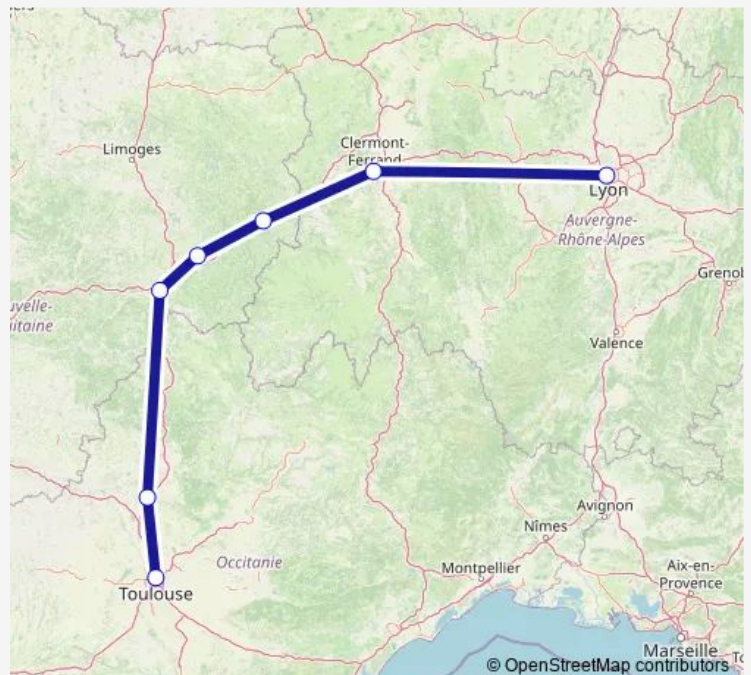 Limoges
Clermont-
Ferrand
Lyon
Auvergne-
Rhône-Alpes
Grenob
uvelle-
uitaine
Valence
Avignon
Nîmes
Occitanie
Montpellier
Aix-en-
Provence
Toulouse
Marseille
© OpenStreetMap contributors